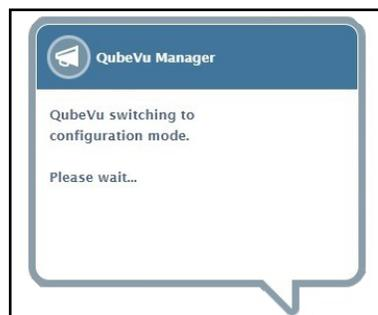 QubeVu Manager
QubeVu switching to
configuration mode.
Please wait...